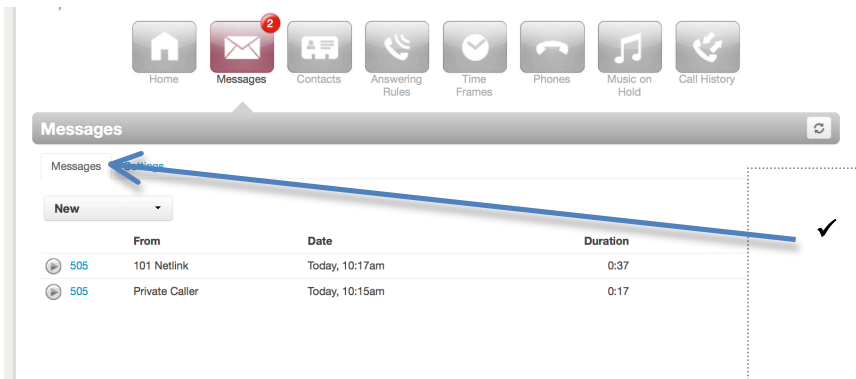 2
Home Messages Contacts Answering Rules Time Frames Phones Music on Hold Call History
Messages
Messages Settings
New
From Date Duration
505 101 Netlink Today, 10:17am 0:37
505 Private Caller Today, 10:15am 0:17